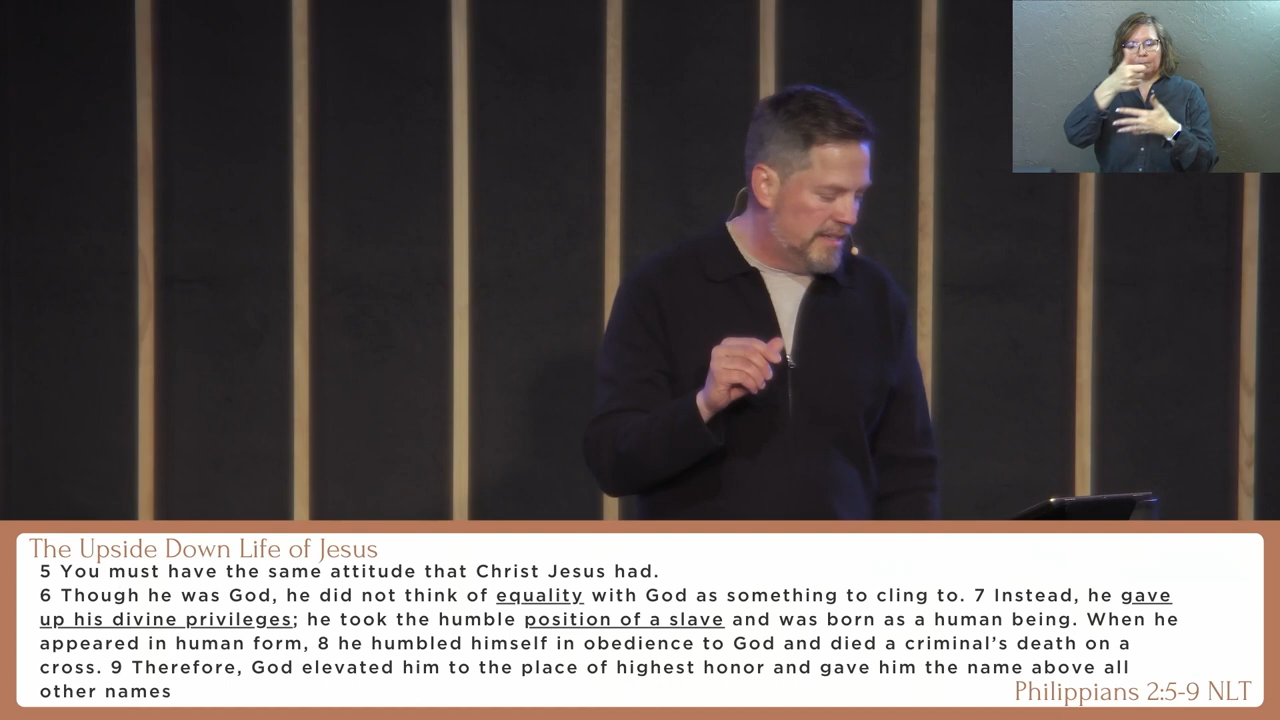 The Upside Down Life of Jesus
5 You must have the same attitude that Christ Jesus had.
6 Though he was God, he did not think of equality with God as something to cling to. 7 Instead, he gave
up his divine privileges; he took the humble position of a slave and was born as a human being. When he
appeared in human form, 8 he humbled himself in obedience to God and died a criminal’s death on a
cross. 9 Therefore, God elevated him to the place of highest honor and gave him the name above all
other names
Philippians 2:5-9 NLT